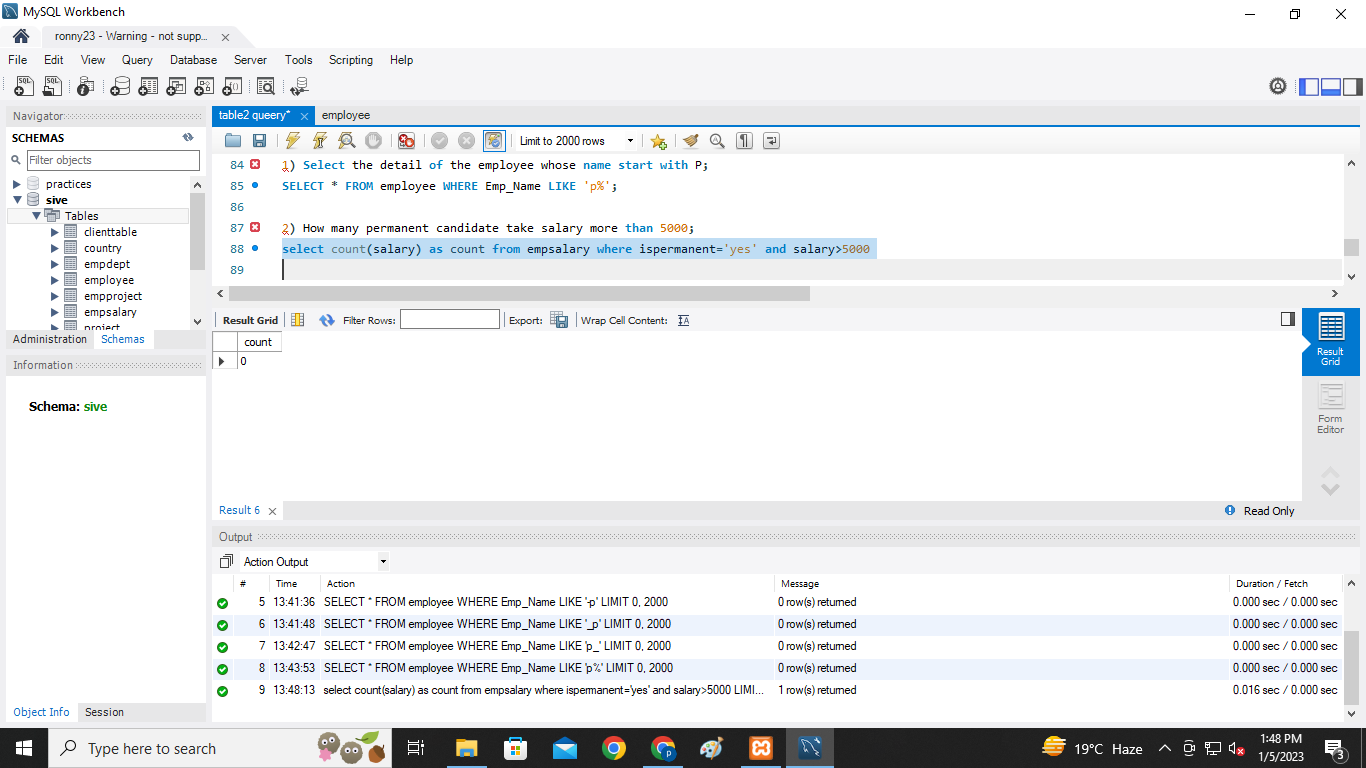 MySQL Workbench
ronny23 - Warning - not supp...
File Edit View Query Database Server Tools Scripting Help
Navigator
SCHEMAS
Filter objects
practices
sive
Tables
clienttable
country
empdept
employee
empproject
empsalary
project
Administration Schemas
Information
Schema: sive
Object Info Session
table2 queery* employee
Limit to 2000 rows
84 1) Select the detail of the employee whose name start with P;
85 SELECT * FROM employee WHERE Emp_Name LIKE 'p%';
86
87 2) How many permanent candidate take salary more than 5000;
88 select count(salary) as count from empsalary where ispermanent='yes' and salary>5000
89
Result Grid Filter Rows: Export: Wrap Cell Content:
count
0
Result Grid
Form Editor
Result 6 Read Only
Output
Action Output
# Time Action Message Duration / Fetch
5 13:41:36 SELECT * FROM employee WHERE Emp_Name LIKE '-p' LIMIT 0, 2000 0 row(s) returned 0.000 sec / 0.000 sec
6 13:41:48 SELECT * FROM employee WHERE Emp_Name LIKE '_p' LIMIT 0, 2000 0 row(s) returned 0.000 sec / 0.000 sec
7 13:42:47 SELECT * FROM employee WHERE Emp_Name LIKE 'p_' LIMIT 0, 2000 0 row(s) returned 0.000 sec / 0.000 sec
8 13:43:53 SELECT * FROM employee WHERE Emp_Name LIKE 'p%' LIMIT 0, 2000 0 row(s) returned 0.000 sec / 0.000 sec
9 13:48:13 select count(salary) as count from empsalary where ispermanent='yes' and salary>5000 LIMI... 1 row(s) returned 0.016 sec / 0.000 sec
Type here to search
19°C Haze
1:48 PM
1/5/2023
3